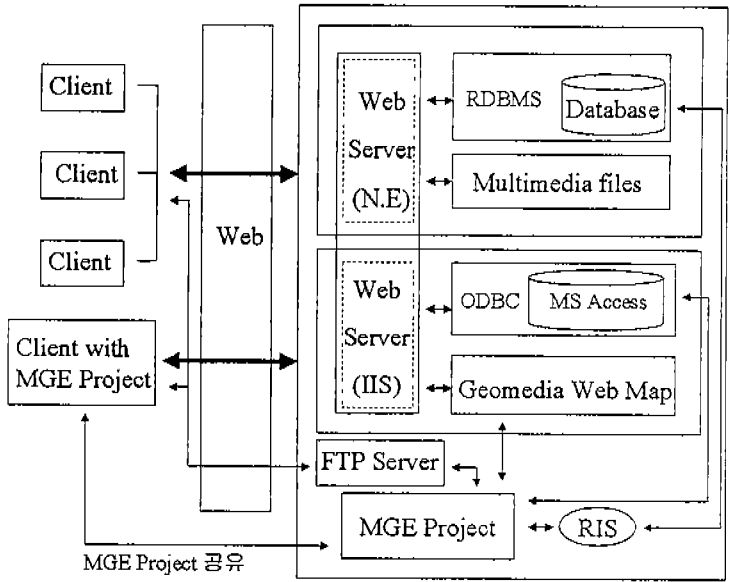 Client
Client
Client
Client with
MGE Project
Web
Web
Server
(N.E)
RDBMS
Database
Multimedia files
Web
Server
(IIS)
ODBC
MS Access
Geomedia Web Map
FTP Server
MGE Project
RIS
MGE Project 공유